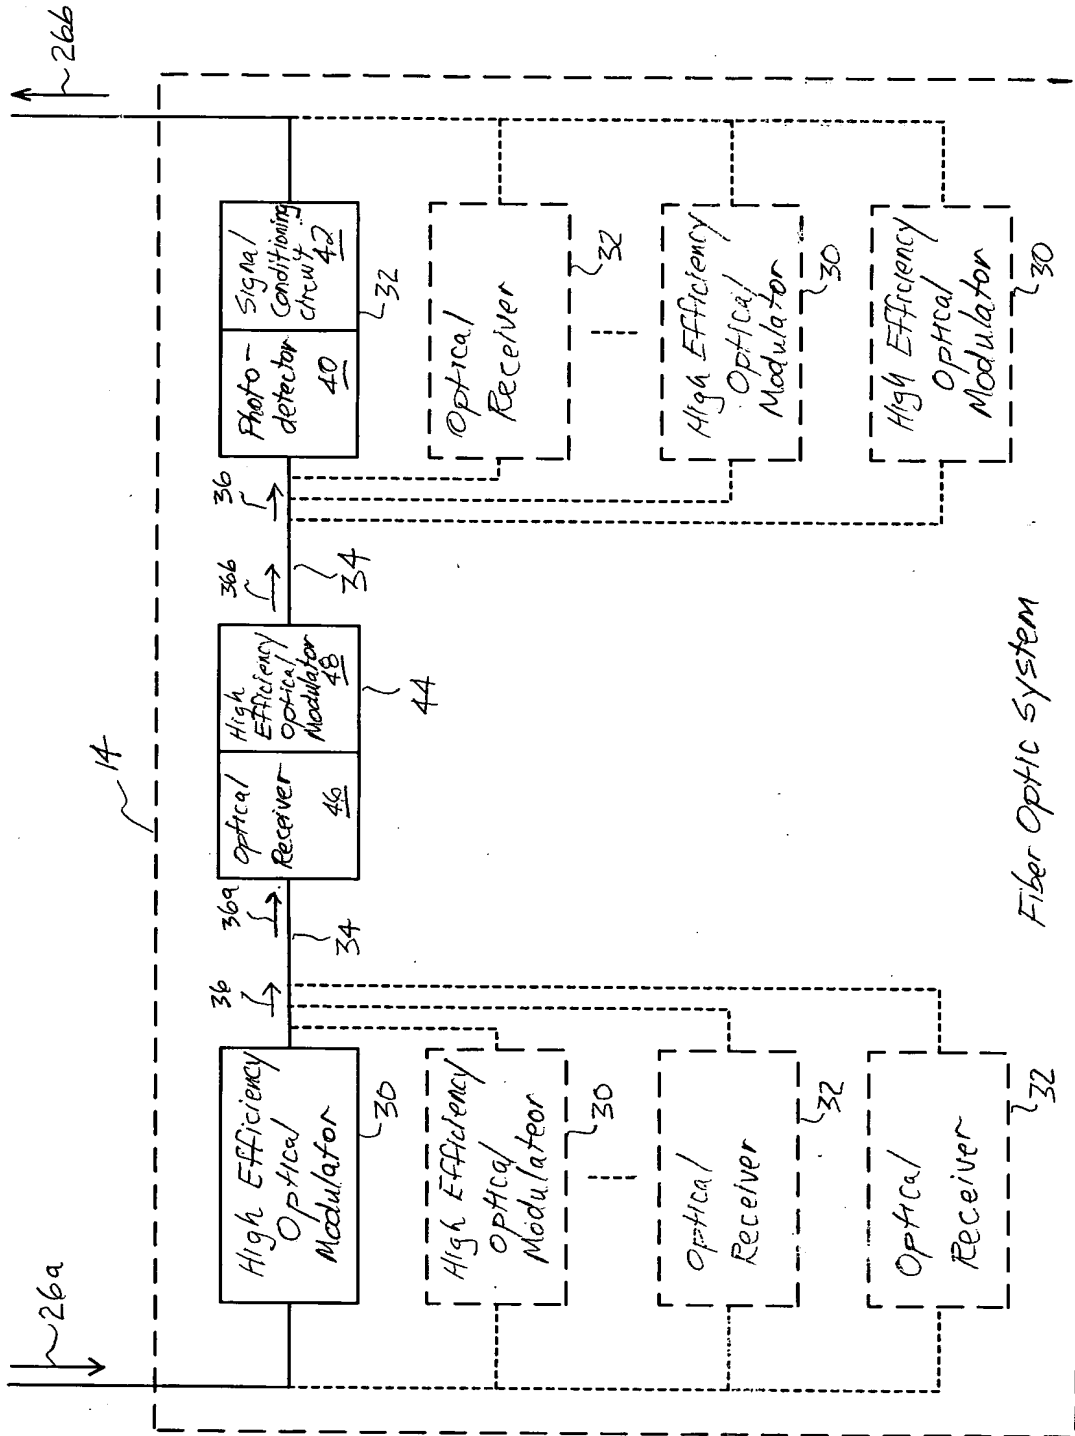 26a
26b
14
High Efficiency
Optical
Modulator
30
36
34
36a
Optical
Receiver
46
High
Efficiency
Optical
Modulator
48
44
36b
34
36
Photo-
detector
40
Signal
Conditioning
Circuit
42
32
High Efficiency
Optical
Modulateor
30
Optical
Receiver
32
Optical
Receiver
32
High Efficiency
Optical
Modulator
30
Optical
Receiver
32
High Efficiency
Optical
Modulator
30
Fiber Optic System